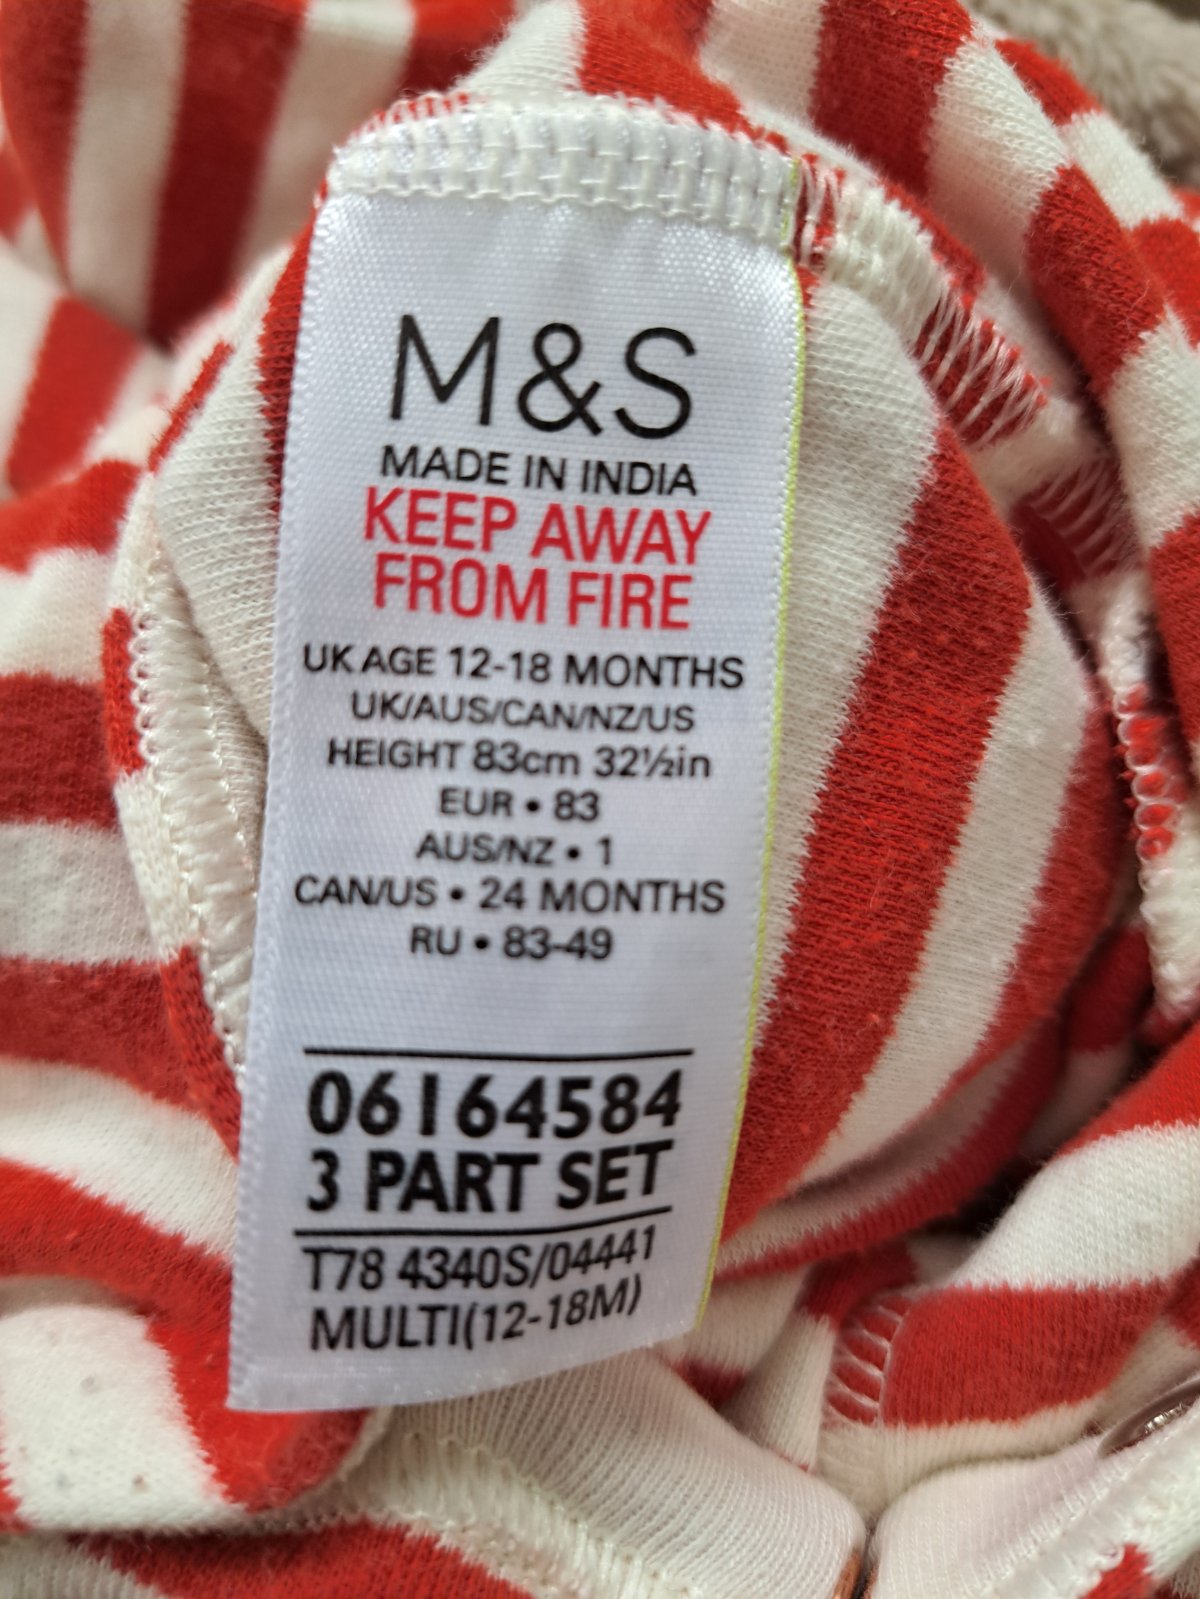 M&S
MADE IN INDIA
KEEP AWAY
FROM FIRE
UK AGE 12-18 MONTHS
UK/AUS/CAN/NZ/US
HEIGHT 83cm 32½in
EUR • 83
AUS/NZ • 1
CAN/US • 24 MONTHS
RU • 83-49
06164584
3 PART SET
T78 4340S/04441
MULTI(12-18M)